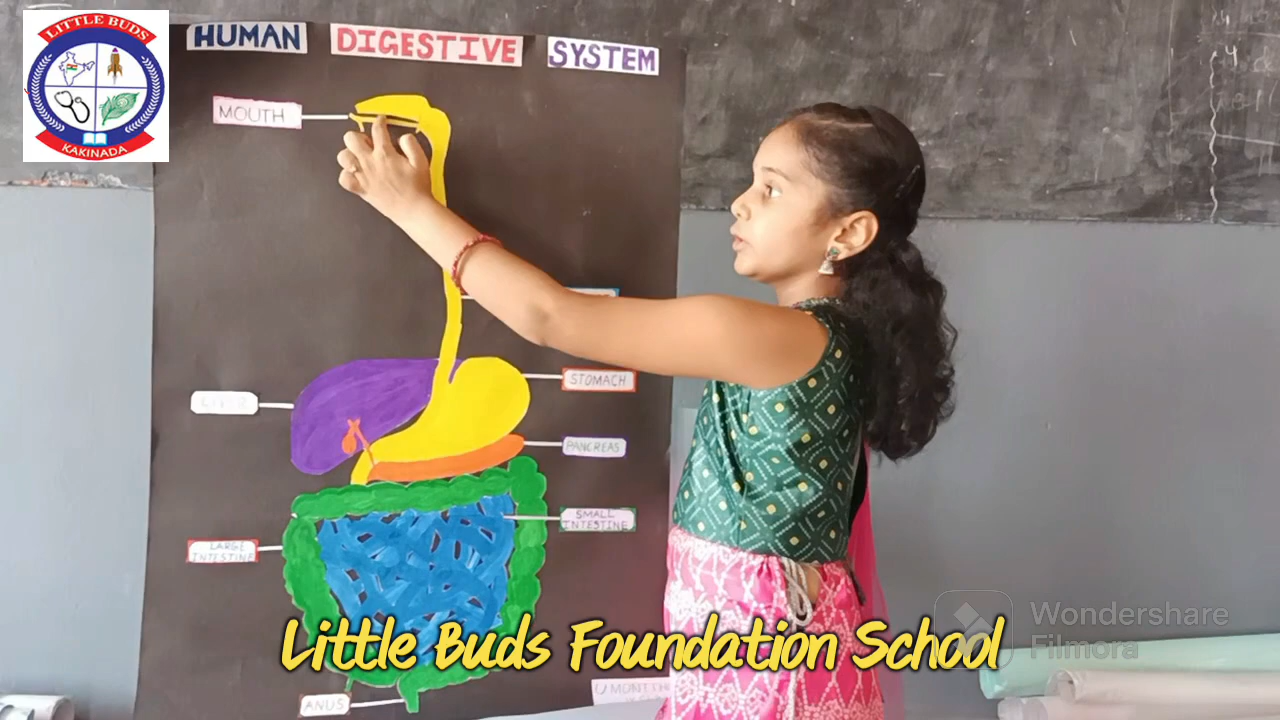 LITTLE BUDS
KAKINADA
HUMAN DIGESTIVE SYSTEM
MOUTH
STOMACH
LIVER
PANCREAS
SMALL
INTESTINE
LARGE
INTESTINE
Little Buds Foundation School
Wondershare
Filmora
ANUS